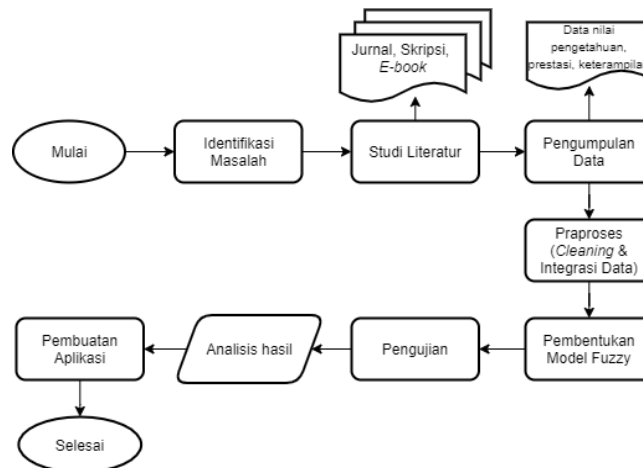 Jurnal, Skripsi,
E-book
Data nilai
pengetahuan,
prestasi, keterampila
Mulai
Identifikasi
Masalah
Studi Literatur
Pengumpulan
Data
Praproses
(Cleaning &
Integrasi Data)
Pembuatan
Aplikasi
Analisis hasil
Pengujian
Pembentukan
Model Fuzzy
Selesai